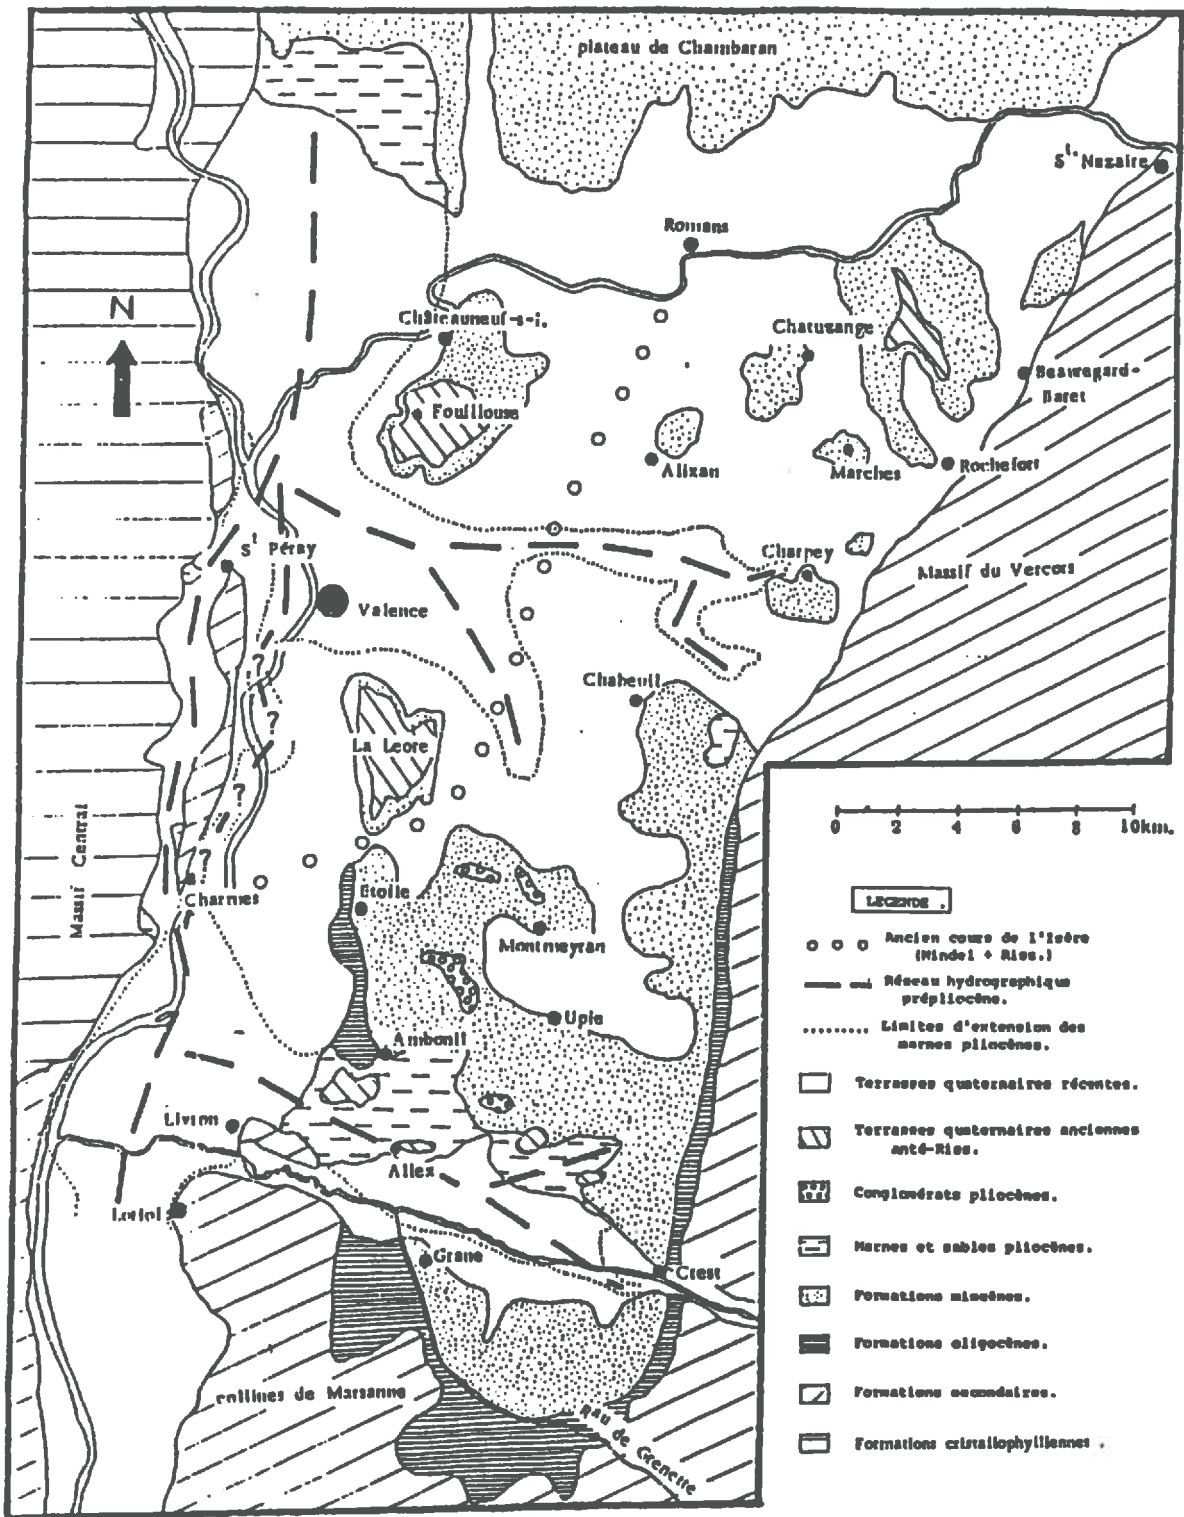 plateau de Chambaran
St. Nazaire
Romans
N
Châteauneuf-s-i.
Chatuzange
Beauregard-
Baret
Fouillouse
Alixan
Marches
Rochefort
St Péray
Charpey
Massif du Vercors
Valence
?
Chabeuil
?
La Leore
?
Massif Central
?
0 2 4 6 8 10km.
Charmes
Etoile
LEGENDE .
Montmeyran
Ancien cours de l'Isère
(Mindel + Riss.)
Réseau hydrographique
prépliocène.
Upie
Limites d'extension des
marnes pliocènes.
Ambonil
Terrasses quaternaires récentes.
Livron
Terrasses quaternaires anciennes
anté-Riss.
Allex
Conglomérats pliocènes.
Loriol
Marnes et sables pliocènes.
Grane
Crest
Formations miocènes.
Formations oligocènes.
collines de Marsanne
Formations secondaires.
Rau de Grenette
Formations cristallophylliennes .